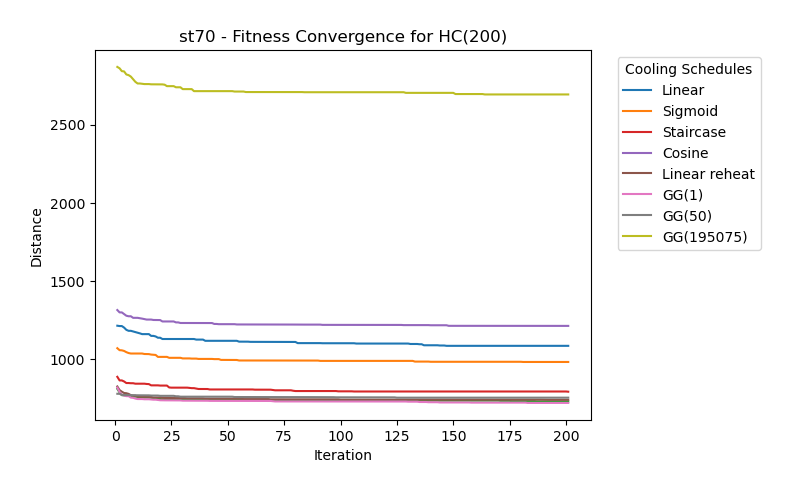 st70 - Fitness Convergence for HC(200)
Cooling Schedules
Linear
Sigmoid
Staircase
Cosine
Linear reheat
GG(1)
GG(50)
GG(195075)
Distance
2500
2000
1500
1000
0 25 50 75 100 125 150 175 200
Iteration